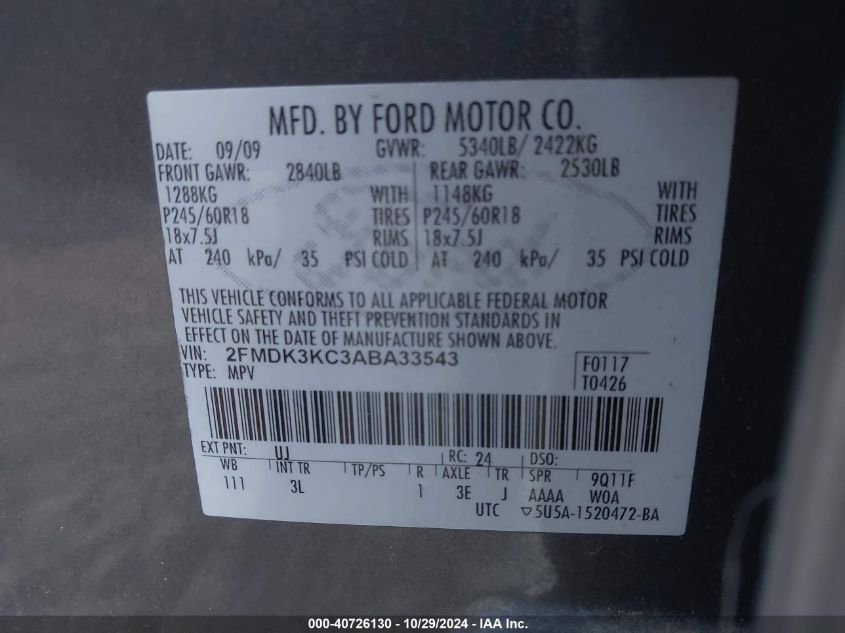 MFD. BY FORD MOTOR CO.
DATE: 09/09 GVWR: 5340LB/ 2422KG
FRONT GAWR: 2840LB REAR GAWR: 2530LB
1288KG WITH 1148KG WITH
P245/60R18 TIRES P245/60R18 TIRES
18x7.5J RIMS 18x7.5J RIMS
AT 240 kPa/ 35 PSI COLD AT 240 kPa/ 35 PSI COLD
THIS VEHICLE CONFORMS TO ALL APPLICABLE FEDERAL MOTOR
VEHICLE SAFETY AND THEFT PREVENTION STANDARDS IN
EFFECT ON THE DATE OF MANUFACTURE SHOWN ABOVE.
VIN: 2FMDK3KC3ABA33543 F0117
TYPE: MPV T0426
EXT PNT: UJ RC: 24 DSO:
WB INT TR TP/PS R AXLE TR SPR 9Q11F
111 3L 1 3E J AAAA W0A
UTC ▽5U5A-1520472-BA
000-40726130 - 10/29/2024 - IAA Inc.